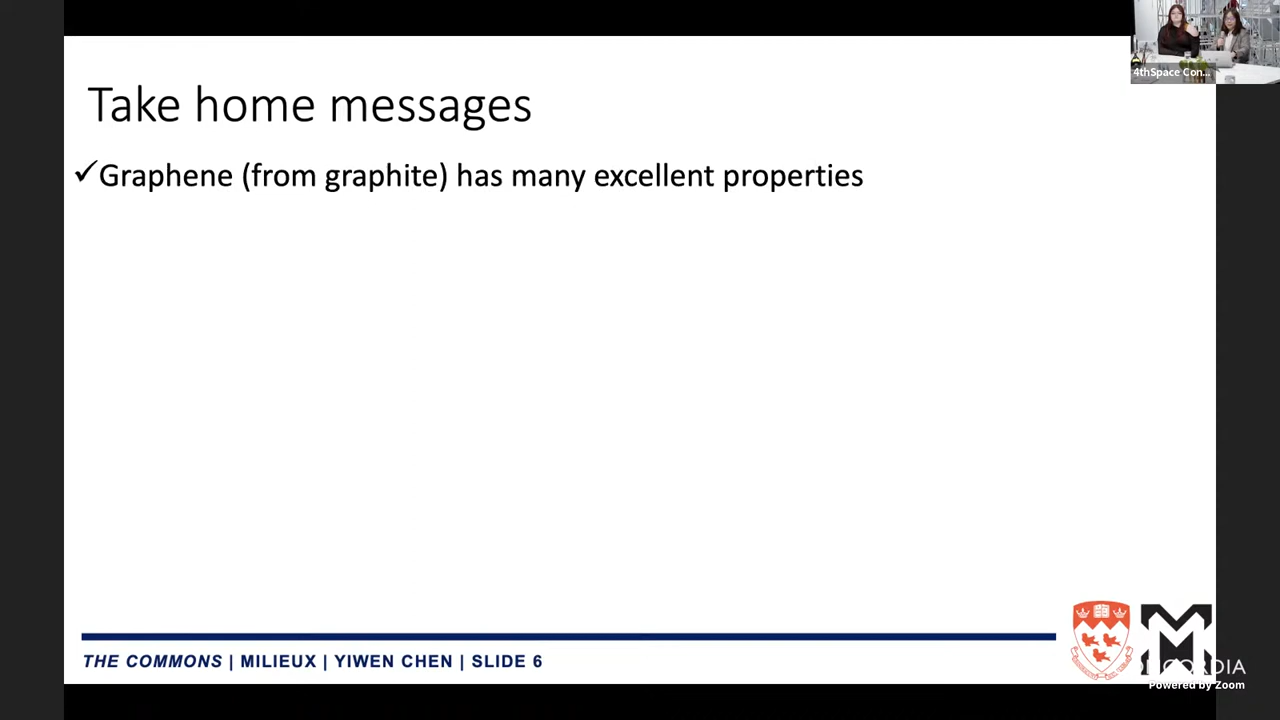 4thSpace Con...
Take home messages
✓Graphene (from graphite) has many excellent properties
THE COMMONS | MILIEUX | YIWEN CHEN | SLIDE 6
Powered by Zoom